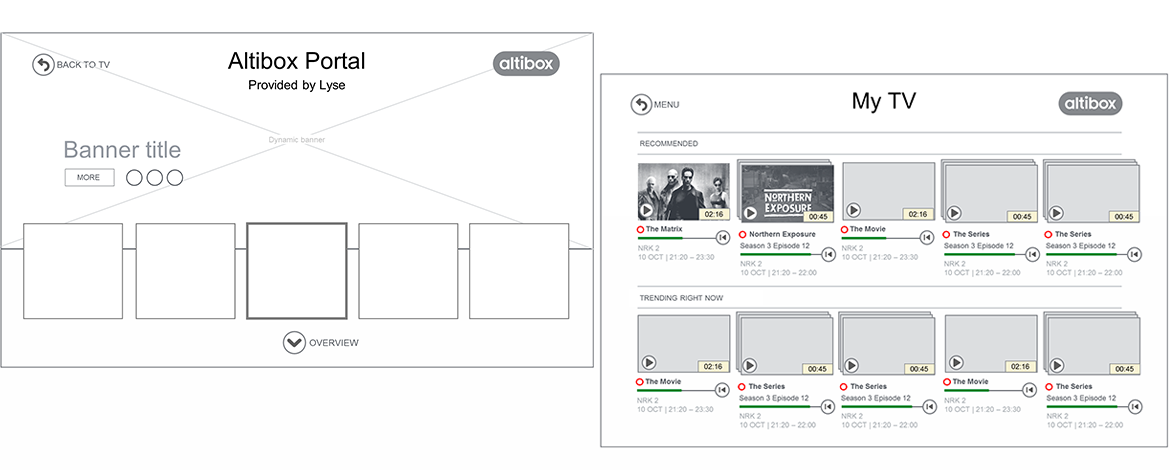 Altibox Portal
BACK TO TV
altibox
Provided by Lyse
Dynamic banner
Banner title
MORE
OVERVIEW
My TV
MENU
altibox
RECOMMENDED
NORTHERN
EXPOSURE
02:16
00:45
02:16
00:45
00:45
The Matrix
NRK 2
10 OCT | 21:20 – 23:30
Northern Exposure
Season 3 Episode 12
NRK 2
10 OCT | 21:20 – 22:00
The Movie
NRK 2
10 OCT | 21:20 – 23:30
The Series
Season 3 Episode 12
NRK 2
10 OCT | 21:20 – 22:00
The Series
Season 3 Episode 12
NRK 2
10 OCT | 21:20 – 22:00
TRENDING RIGHT NOW
02:16
00:45
00:45
02:16
00:45
The Movie
NRK 2
10 OCT | 21:20 – 23:30
The Series
Season 3 Episode 12
NRK 2
10 OCT | 21:20 – 22:00
The Series
Season 3 Episode 12
NRK 2
10 OCT | 21:20 – 22:00
The Movie
NRK 2
10 OCT | 21:20 – 23:30
The Series
Season 3 Episode 12
NRK 2
10 OCT | 21:20 – 22:00